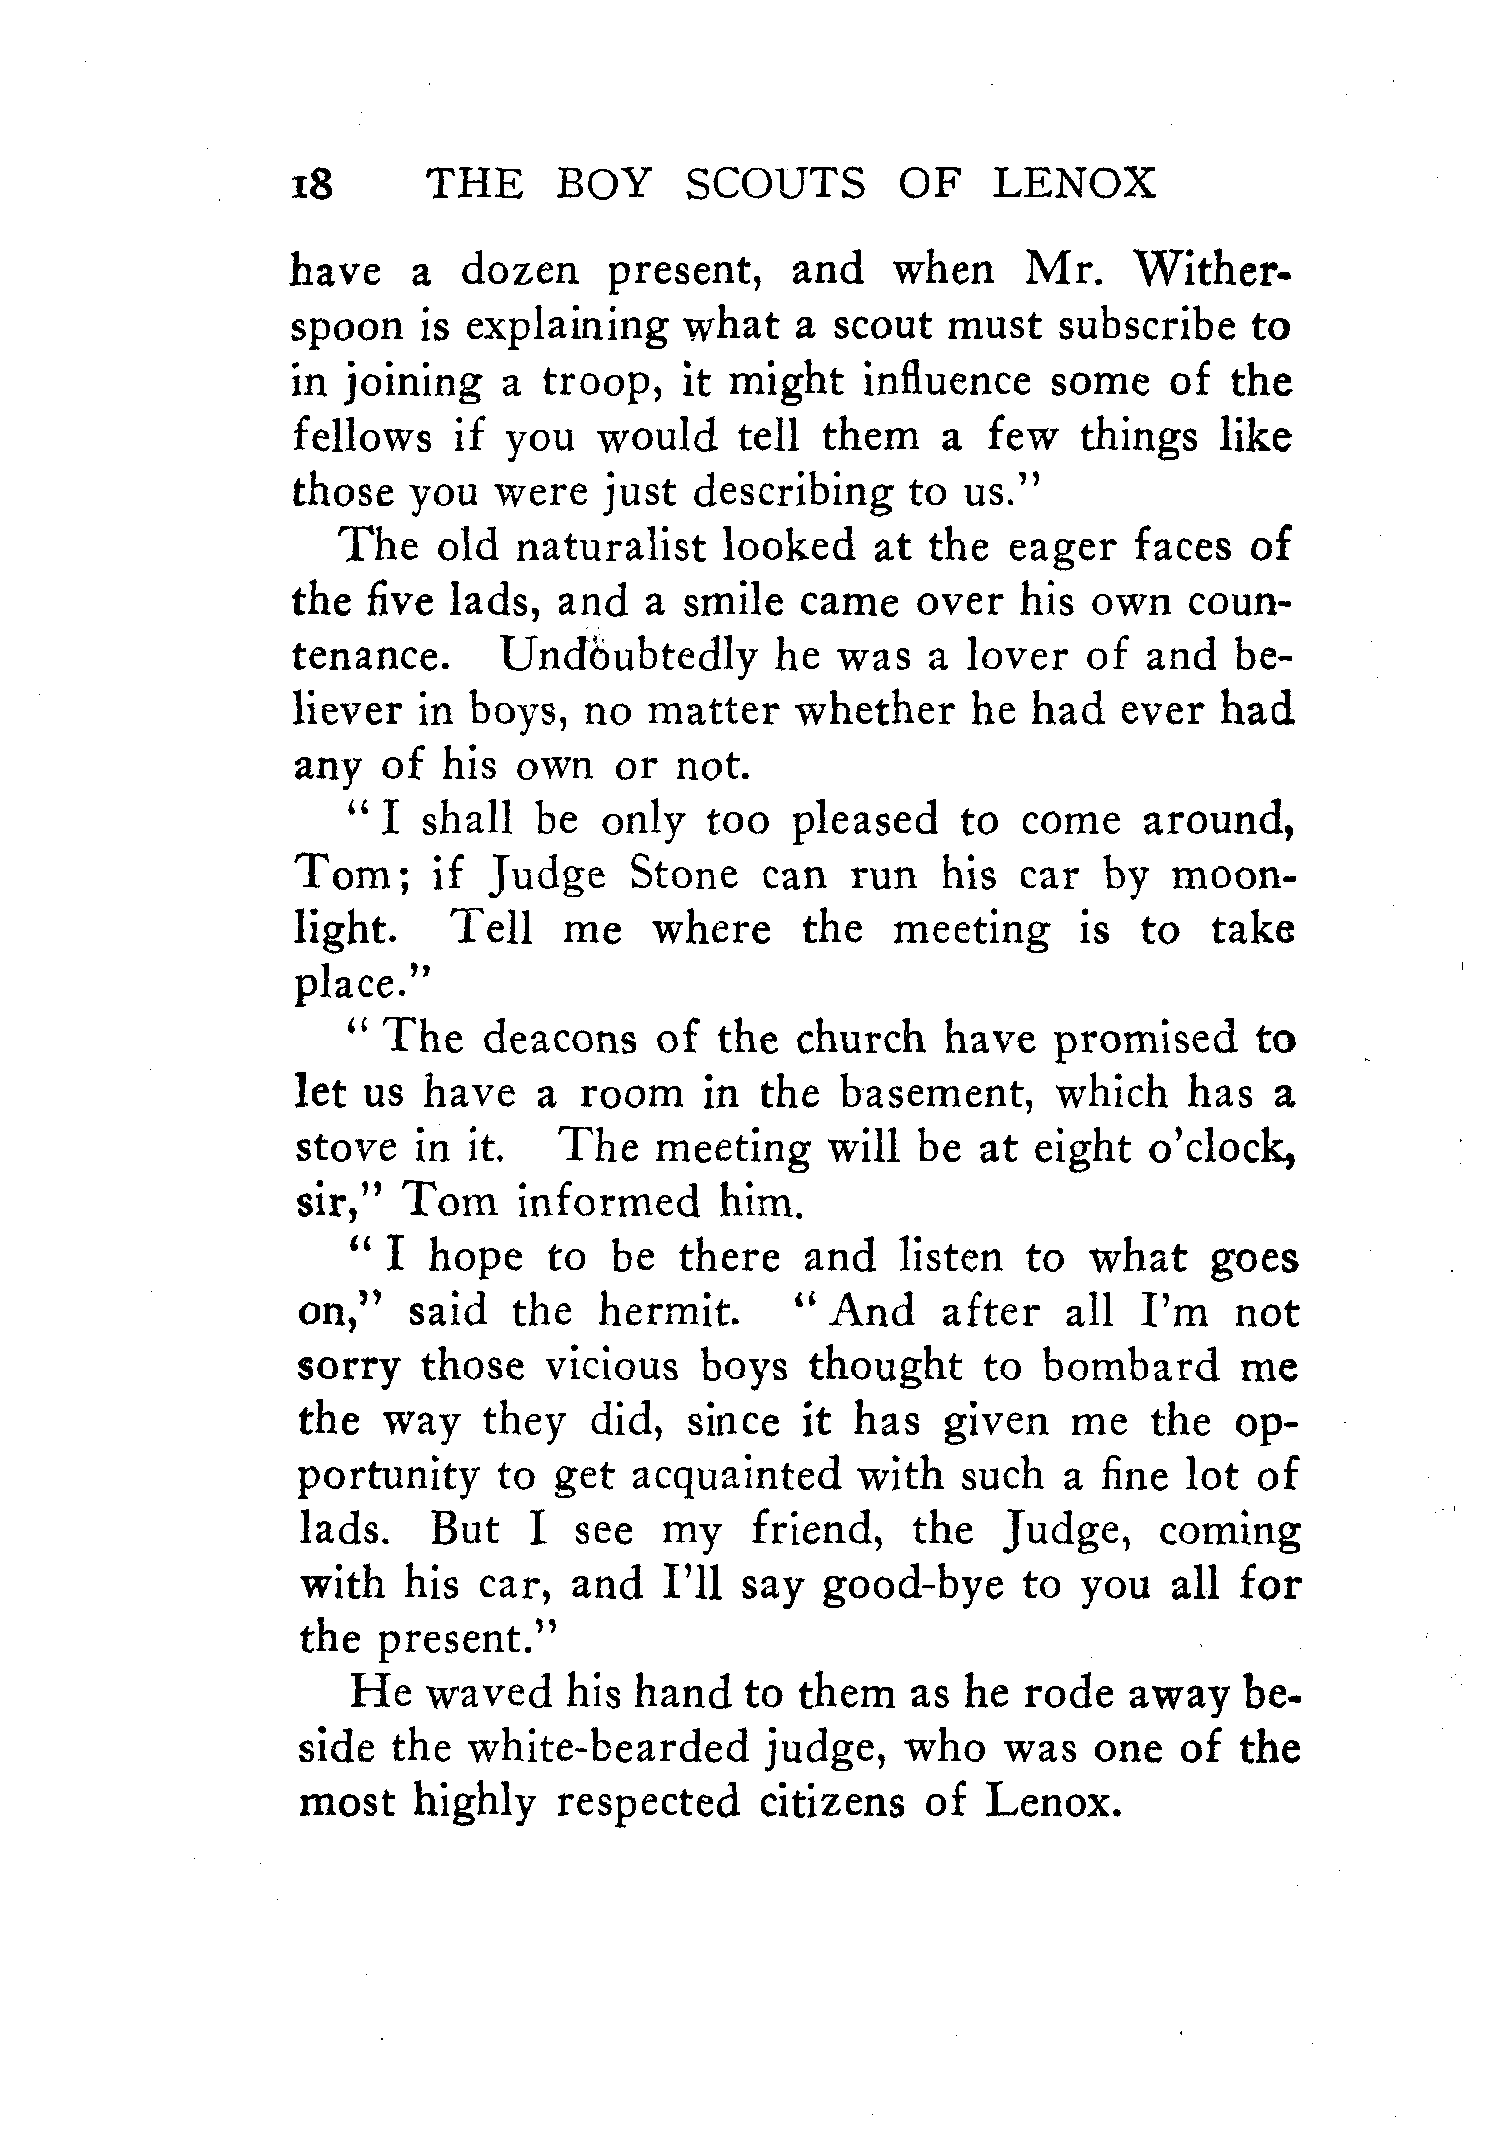 18 THE BOY SCOUTS OF LENOX
have a dozen present, and when Mr. Wither-
spoon is explaining what a scout must subscribe to
in joining a troop, it might influence some of the
fellows if you would tell them a few things like
those you were just describing to us."
The old naturalist looked at the eager faces of
the five lads, and a smile came over his own coun-
tenance. Undoubtedly he was a lover of and be-
liever in boys, no matter whether he had ever had
any of his own or not.
"I shall be only too pleased to come around,
Tom; if Judge Stone can run his car by moon-
light. Tell me where the meeting is to take
place."
"The deacons of the church have promised to
let us have a room in the basement, which has a
stove in it. The meeting will be at eight o'clock,
sir," Tom informed him.
"I hope to be there and listen to what goes
on," said the hermit. "And after all I'm not
sorry those vicious boys thought to bombard me
the way they did, since it has given me the op-
portunity to get acquainted with such a fine lot of
lads. But I see my friend, the Judge, coming
with his car, and I'll say good-bye to you all for
the present."
He waved his hand to them as he rode away be-
side the white-bearded judge, who was one of the
most highly respected citizens of Lenox.